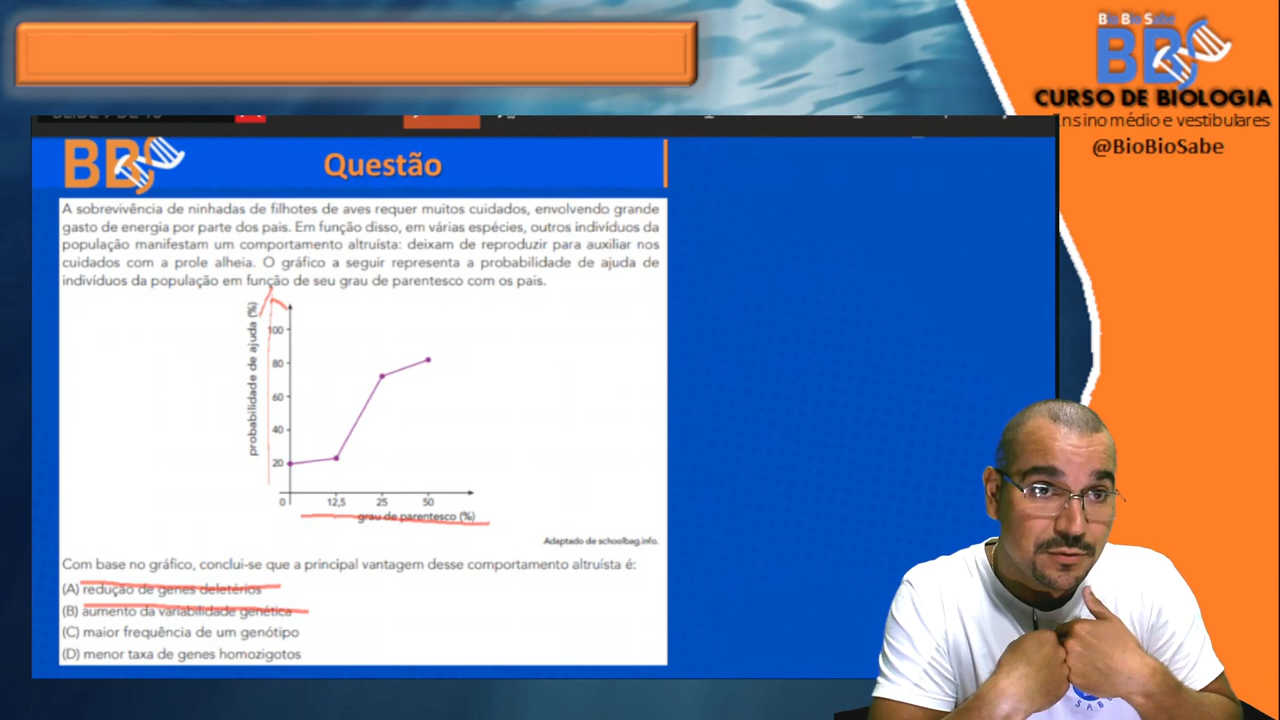 Bio Bio Sabe
BBS
CURSO DE BIOLOGIA
Ensino médio e vestibulares
@BioBioSabe
BBS
Questão
A sobrevivência de ninhadas de filhotes de aves requer muitos cuidados, envolvendo grande
gasto de energia por parte dos pais. Em função disso, em várias espécies, outros indivíduos da
população manifestam um comportamento altruísta: deixam de reproduzir para auxiliar nos
cuidados com a prole alheia. O gráfico a seguir representa a probabilidade de ajuda de
indivíduos da população em função de seu grau de parentesco com os pais.
probabilidade de ajuda (%)
100
80
60
40
20
0 12,5 25 50
grau de parentesco (%)
Adaptado de schoolbag.info.
Com base no gráfico, conclui-se que a principal vantagem desse comportamento altruísta é:
(A) redução de genes deletérios
(B) aumento da variabilidade genética
(C) maior frequência de um genótipo
(D) menor taxa de genes homozigotos